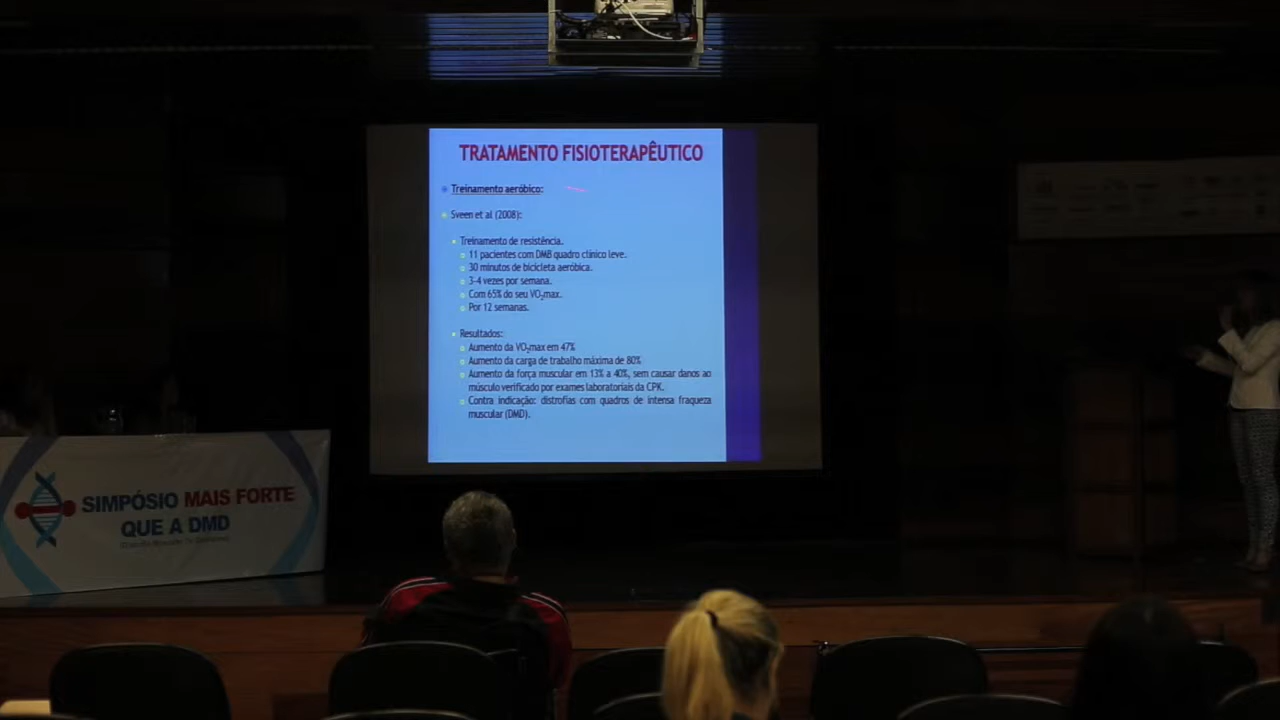 TRATAMENTO FISIOTERAPÊUTICO
Treinamento aeróbico:
Sveen et al (2008):
Treinamento de resistência.
11 pacientes com DMB quadro clínico leve.
30 minutos de bicicleta aeróbica.
3-4 vezes por semana.
Com 65% do seu VO₂max.
Por 12 semanas.
Resultados:
Aumento da VO₂max em 47%
Aumento da carga de trabalho máxima de 80%
Aumento da força muscular em 13% a 40%, sem causar danos ao
músculo verificado por exames laboratoriais da CPK.
Contra indicação: distrofias com quadros de intensa fraqueza
muscular (DMD).
SIMPÓSIO MAIS FORTE
QUE A DMD